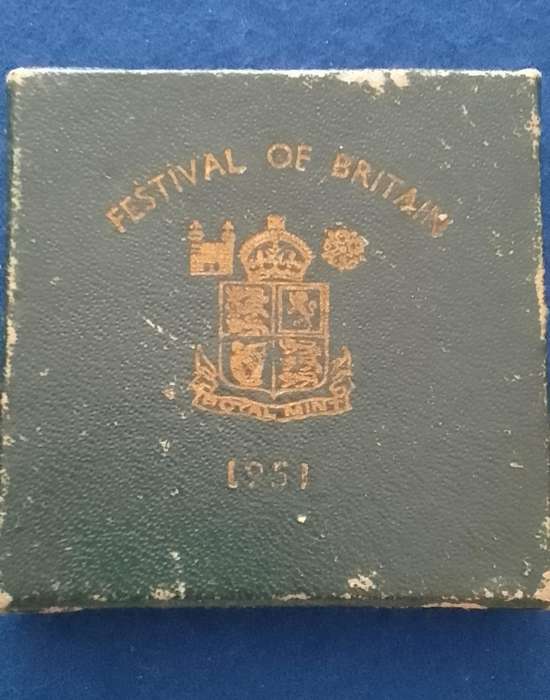 FESTIVAL OF BRITAIN
ROYAL MINT
1951